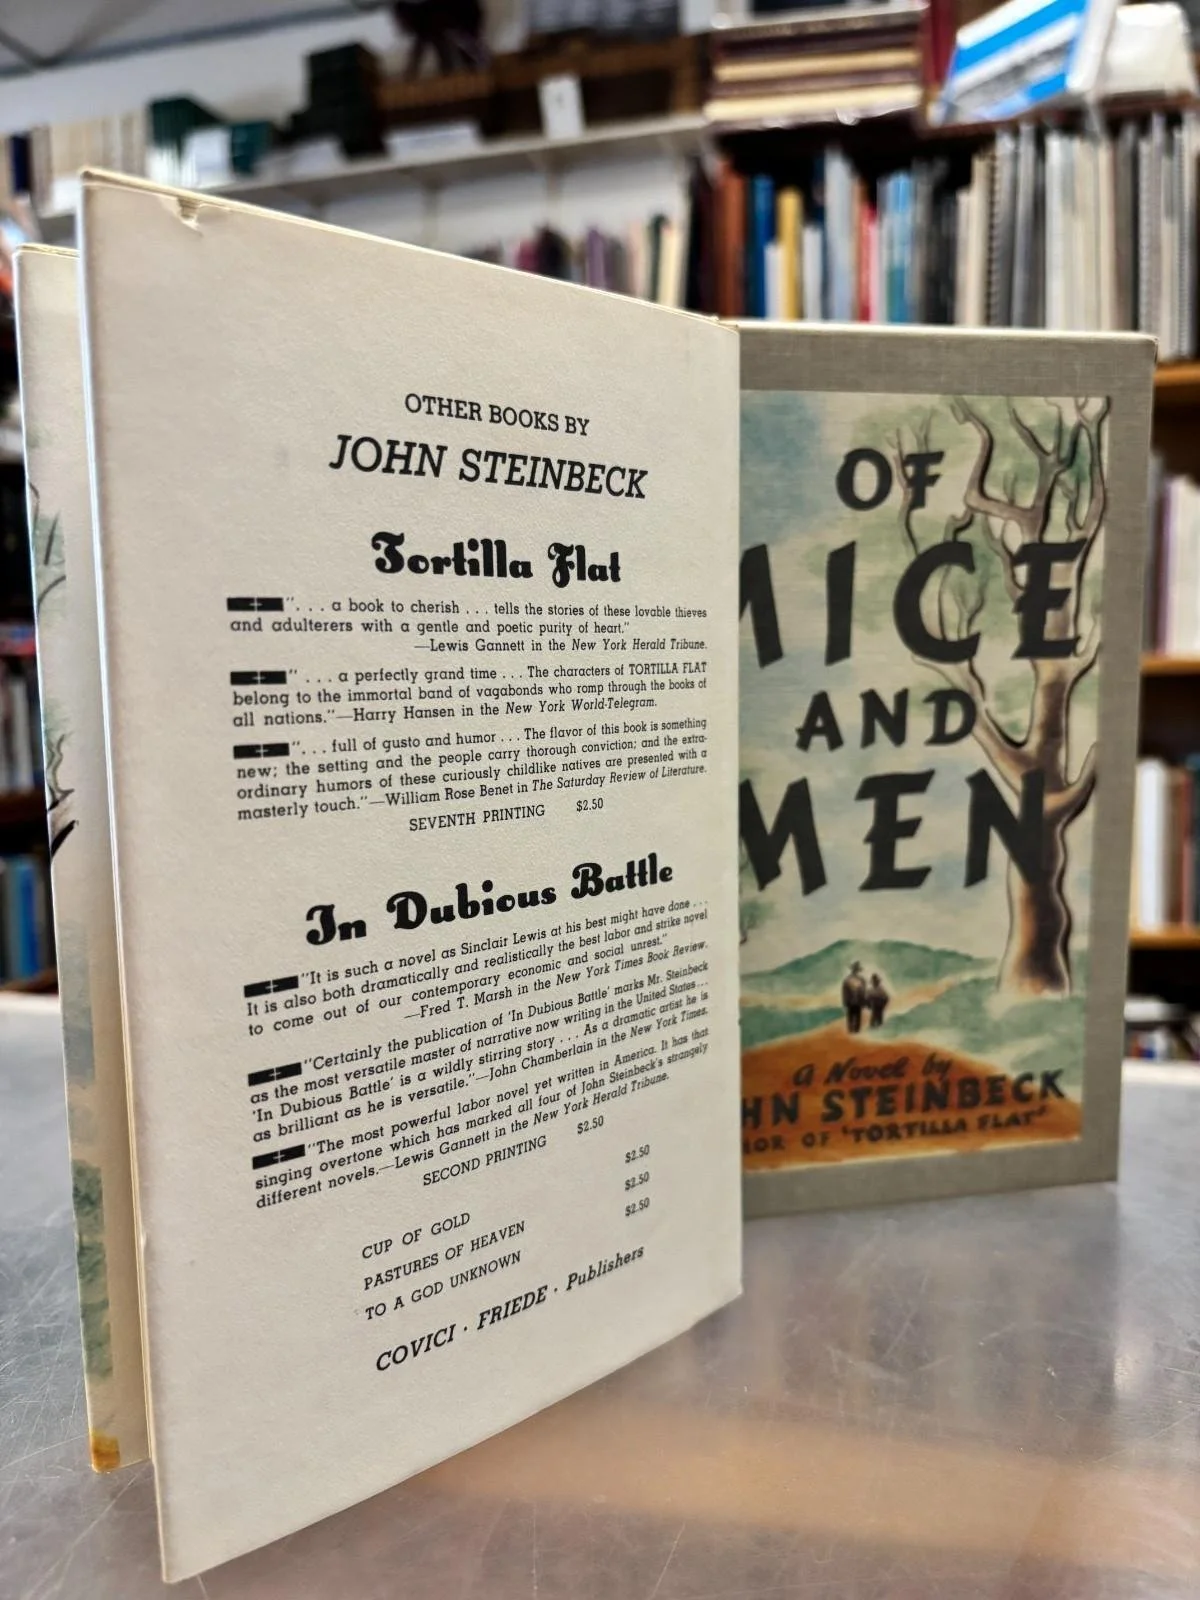 OTHER BOOKS BY
JOHN STEINBECK
Tortilla Flat
". . . a book to cherish . . . tells the stories of these lovable thieves
and adulterers with a gentle and poetic purity of heart."
—Lewis Gannett in the New York Herald Tribune.
". . . a perfectly grand time . . . The characters of TORTILLA FLAT
belong to the immortal band of vagabonds who romp through the books of
all nations."—Harry Hansen in the New York World-Telegram.
". . . full of gusto and humor . . . The flavor of this book is something
new; the setting and the people carry thorough conviction; and the extra-
ordinary humors of these curiously childlike natives are presented with a
masterly touch."—William Rose Benet in The Saturday Review of Literature.
SEVENTH PRINTING $2.50
In Dubious Battle
"It is such a novel as Sinclair Lewis at his best might have done . . .
It is also both dramatically and realistically the best labor and strike novel
to come out of our contemporary economic and social unrest."
—Fred T. Marsh in the New York Times Book Review.
"Certainly the publication of 'In Dubious Battle' marks Mr. Steinbeck
as the most versatile master of narrative now writing in the United States . . .
'In Dubious Battle' is a wildly stirring story . . . As a dramatic artist he is
as brilliant as he is versatile."—John Chamberlain in the New York Times.
"The most powerful labor novel yet written in America. It has that
singing overtone which has marked all four of John Steinbeck's strangely
different novels.—Lewis Gannett in the New York Herald Tribune.
SECOND PRINTING $2.50
CUP OF GOLD $2.50
PASTURES OF HEAVEN $2.50
TO A GOD UNKNOWN $2.50
COVICI · FRIEDE · Publishers
OF
MICE
AND
MEN
a Novel by
HN STEINBECK
OR OF 'TORTILLA FLAT'